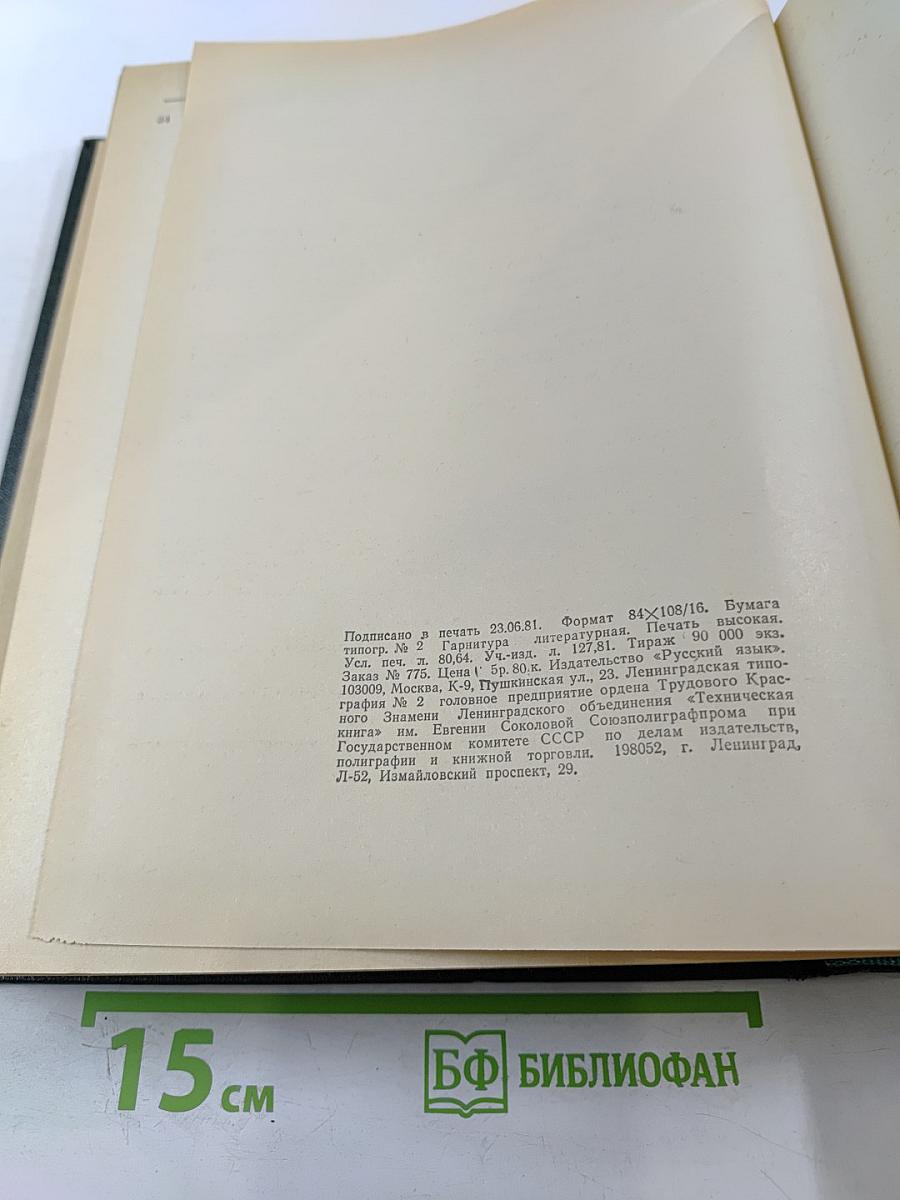 Подписано в печать 23.06.81. Формат 84×108/16. Бумага
типогр. № 2 Гарнитура литературная. Печать высокая.
Усл. печ. л. 80,64. Уч.-изд. л. 127,81. Тираж 90 000 экз.
Заказ № 775. Цена 5р. 80 к. Издательство «Русский язык».
103009, Москва, К-9, Пушкинская ул., 23. Ленинградская типо-
графия № 2 головное предприятие ордена Трудового Крас-
ного Знамени Ленинградского объединения «Техническая
книга» им. Евгении Соколовой Союзполиграфпрома при
Государственном комитете СССР по делам издательств,
полиграфии и книжной торговли. 198052, г. Ленинград,
Л-52, Измайловский проспект, 29.
15 см
БФ БИБЛИОФАН